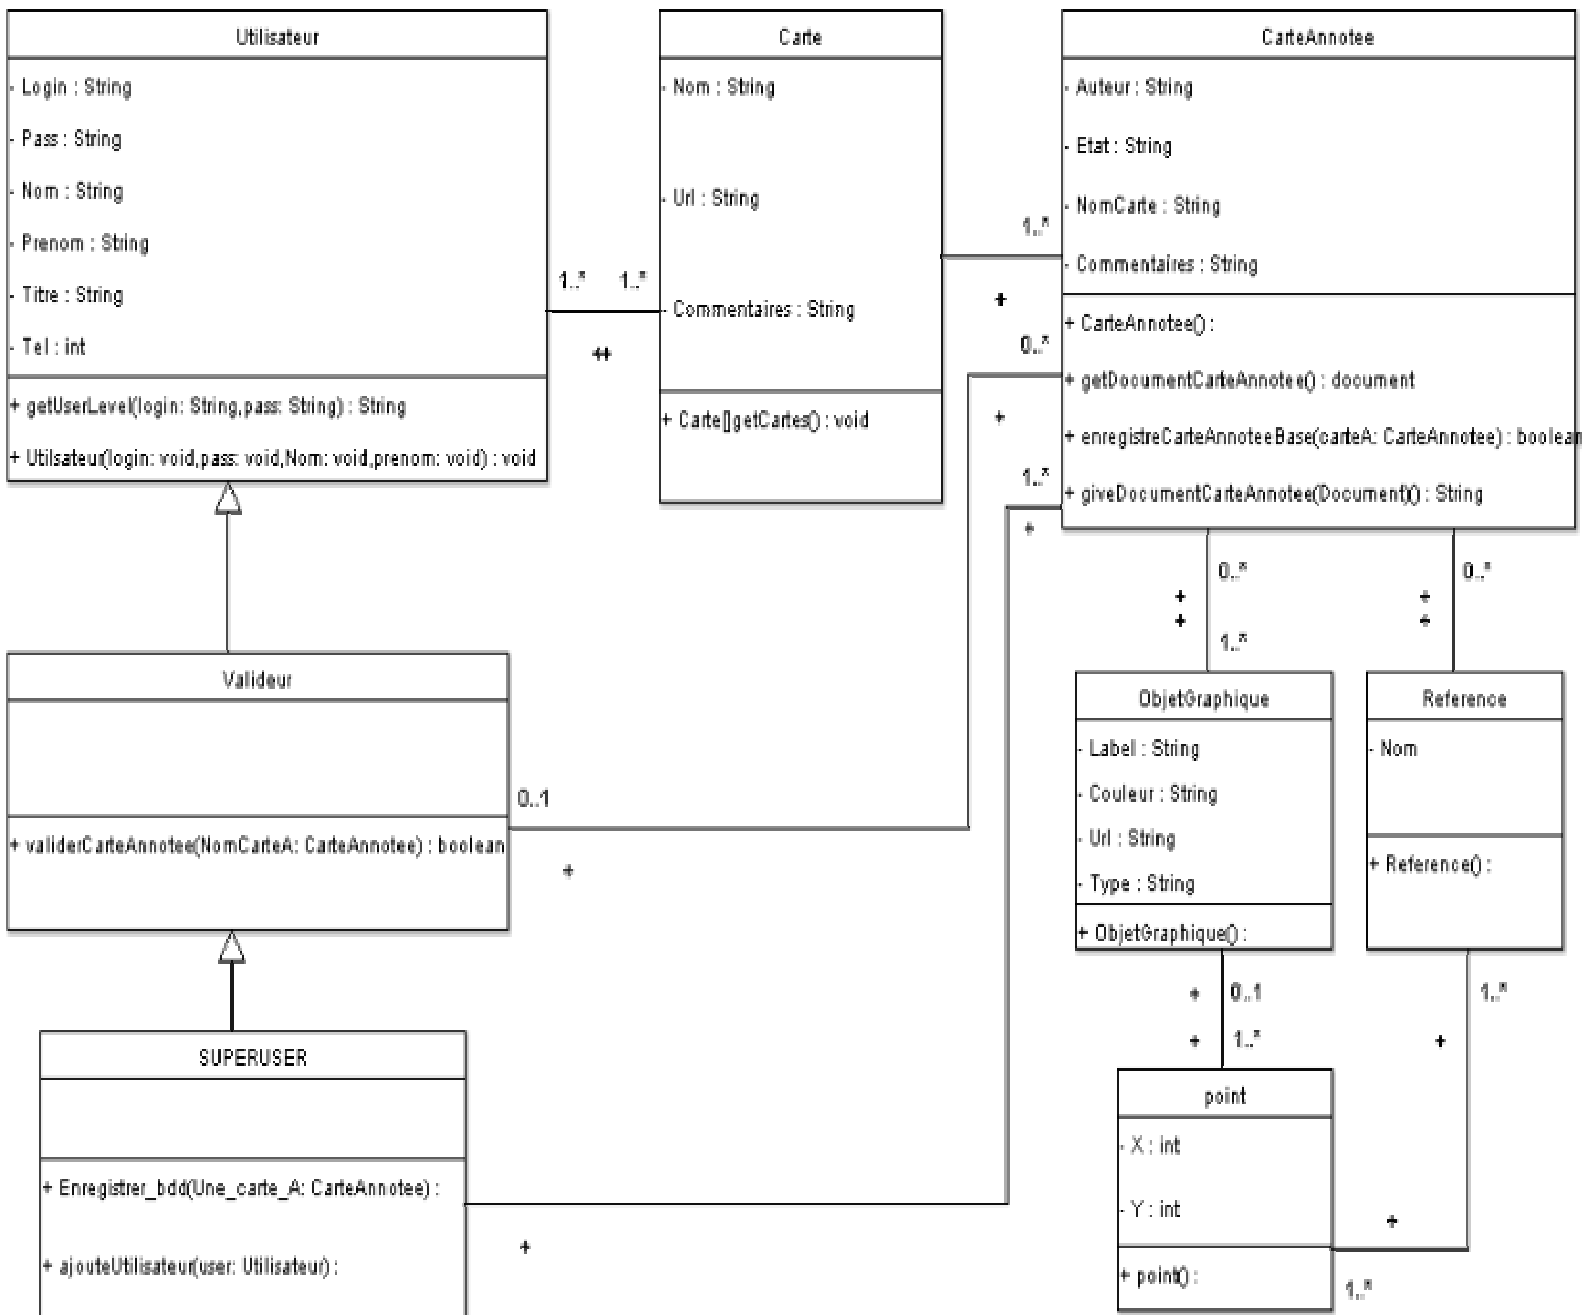 Utilisateur
- Login : String
- Pass : String
- Nom : String
- Prenom : String
- Titre : String
- Tel : int
+ getUserLevel(login: String,pass: String) : String
+ Utilsateur(login: void,pass: void,Nom: void,prenom: void) : void
1..*
1..*
++
Carte
- Nom : String
- Url : String
- Commentaires : String
+ Carte[]getCartes() : void
CarteAnnotee
- Auteur : String
- Etat : String
- NomCarte : String
- Commentaires : String
+ CarteAnnotee() :
+ getDocumentCarteAnnotee() : document
+ enregistreCarteAnnoteeBase(carteA: CarteAnnotee) : boolean
+ giveDocumentCarteAnnotee(Document)() : String
1..*
+
0..*
+
1..*
+
0..*
+
+
1..*
0..*
+
+
Valideur
+ validerCarteAnnotee(NomCarteA: CarteAnnotee) : boolean
0..1
+
ObjetGraphique
- Label : String
- Couleur : String
- Url : String
- Type : String
+ ObjetGraphique() :
Reference
- Nom
+ Reference() :
+ 0..1
+ 1..*
1..*
+
SUPERUSER
+ Enregistrer_bdd(Une_carte_A: CarteAnnotee) :
+ ajouteUtilisateur(user: Utilisateur) :
+
point
- X : int
- Y : int
+ point() :
+
1..*